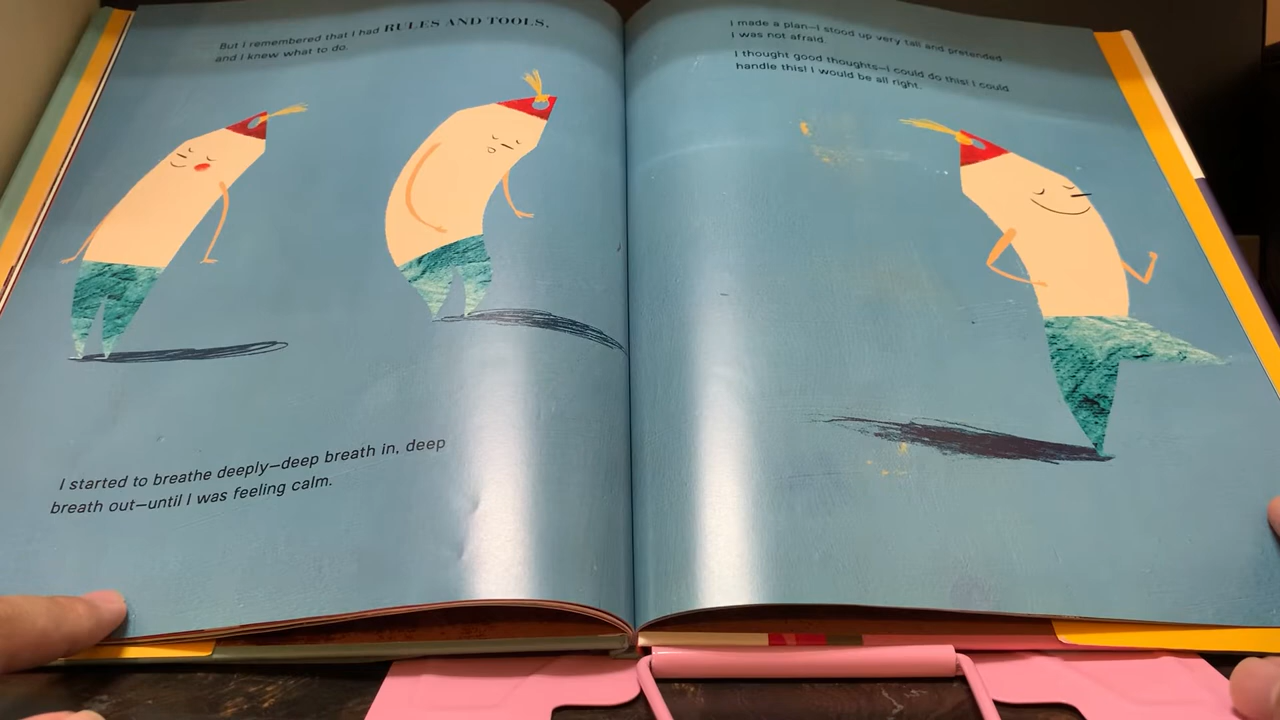 But I remembered that I had RULES AND TOOLS,
and I knew what to do.
I started to breathe deeply—deep breath in, deep
breath out—until I was feeling calm.
I made a plan—I stood up very tall and pretended
I was not afraid.
I thought good thoughts—I could do this! I could
handle this! I would be all right.